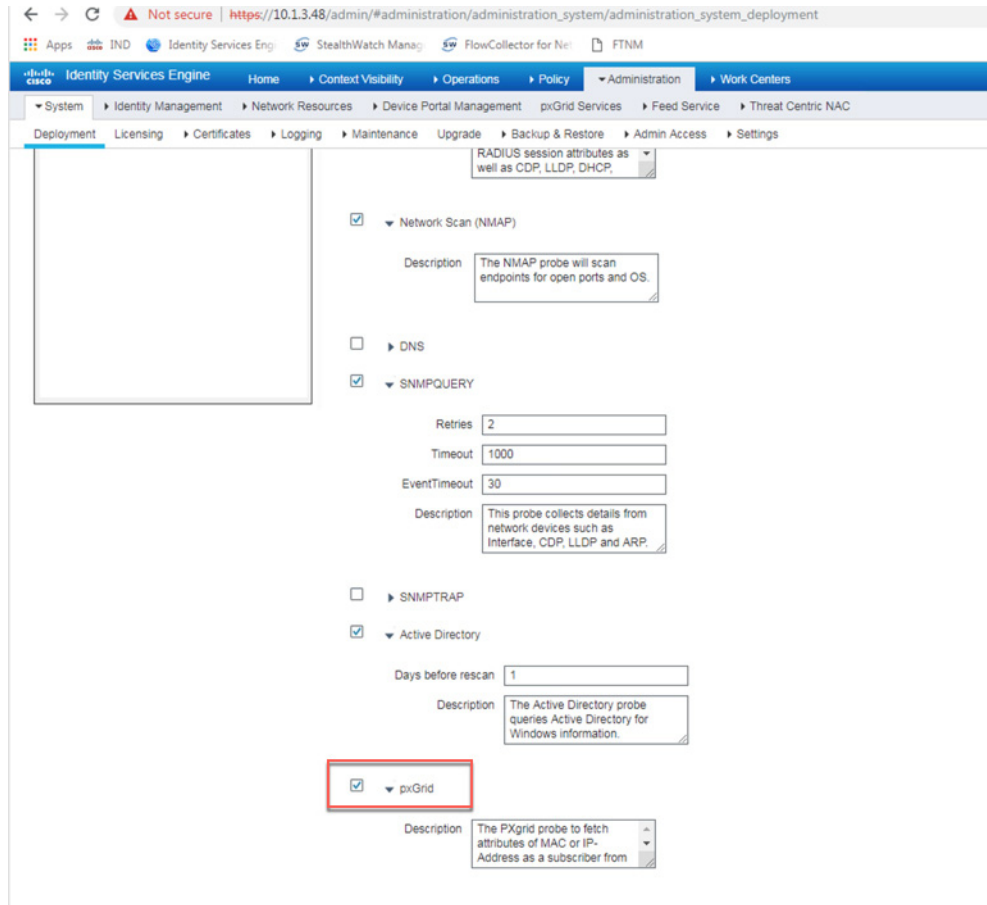 Not secure | https://10.1.3.48/admin/#administration/administration_system/administration_system_deployment
Apps IND Identity Services Eng StealthWatch Manag FlowCollector for Net FTNM
CISCO Identity Services Engine Home Context Visibility Operations Policy Administration Work Centers
System Identity Management Network Resources Device Portal Management pxGrid Services Feed Service Threat Centric NAC
Deployment Licensing Certificates Logging Maintenance Upgrade Backup & Restore Admin Access Settings
RADIUS session attributes as
well as CDP, LLDP, DHCP,
Network Scan (NMAP)
Description The NMAP probe will scan
endpoints for open ports and OS.
DNS
SNMPQUERY
Retries 2
Timeout 1000
EventTimeout 30
Description This probe collects details from
network devices such as
Interface, CDP, LLDP and ARP.
SNMPTRAP
Active Directory
Days before rescan 1
Description The Active Directory probe
queries Active Directory for
Windows information.
pxGrid
Description The PXgrid probe to fetch
attributes of MAC or IP-
Address as a subscriber from